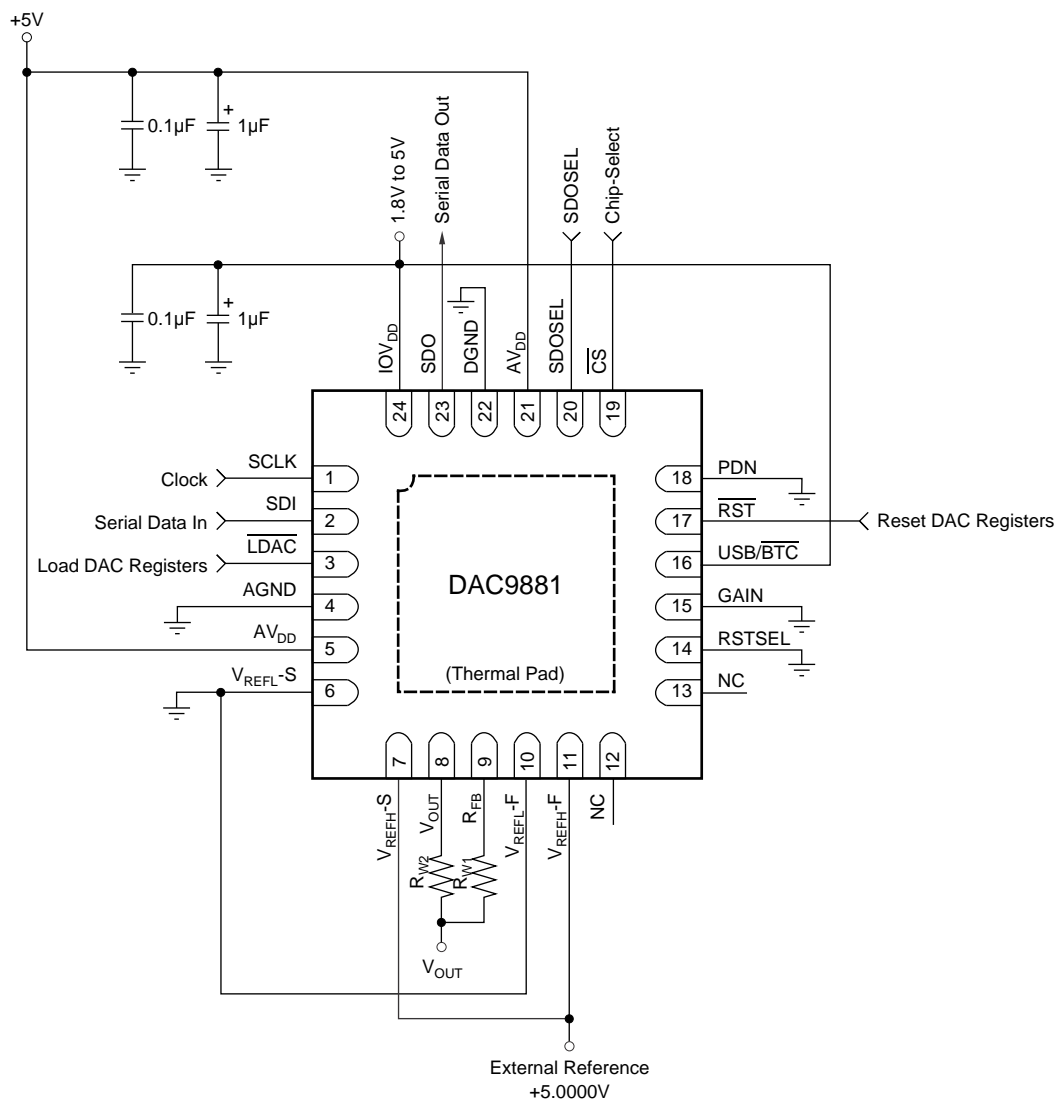 +5V
0.1µF
+
1µF
1.8V to 5V
Serial Data Out
SDOSEL
Chip-Select
0.1µF
+
1µF
IOVDD
SDO
DGND
AVDD
SDOSEL
CS
24
23
22
21
20
19
Clock
SCLK
1
Serial Data In
SDI
2
Load DAC Registers
LDAC
3
AGND
4
AVDD
5
VREFL-S
6
DAC9881
(Thermal Pad)
18
PDN
17
RST
Reset DAC Registers
16
USB/BTC
15
GAIN
14
RSTSEL
13
NC
7
8
9
10
11
12
VREFH-S
VOUT
RFB
VREFL-F
VREFH-F
NC
RW2
RW1
VOUT
External Reference
+5.0000V